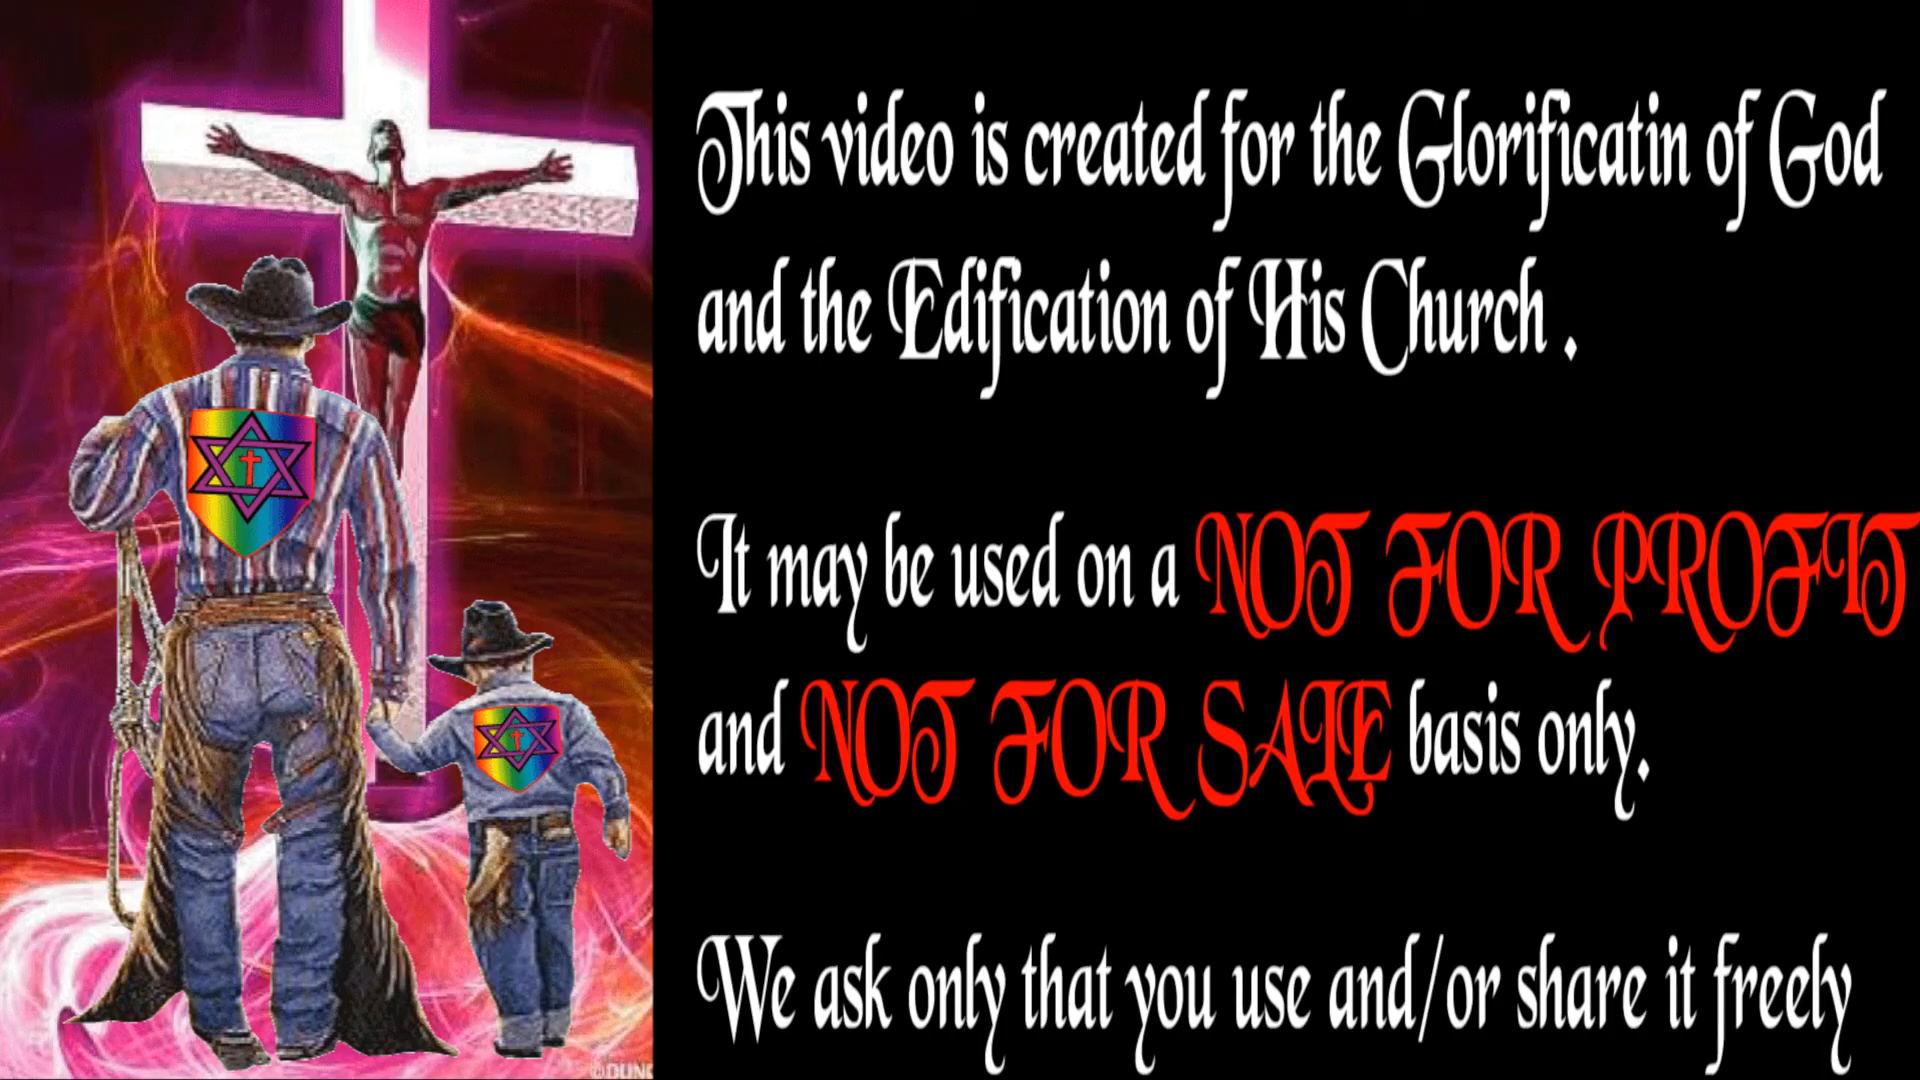 This video is created for the Glorificatin of God
and the Edification of His Church .
It may be used on a NOT FOR PROFIT
and NOT FOR SALE basis only.
We ask only that you use and/or share it freely